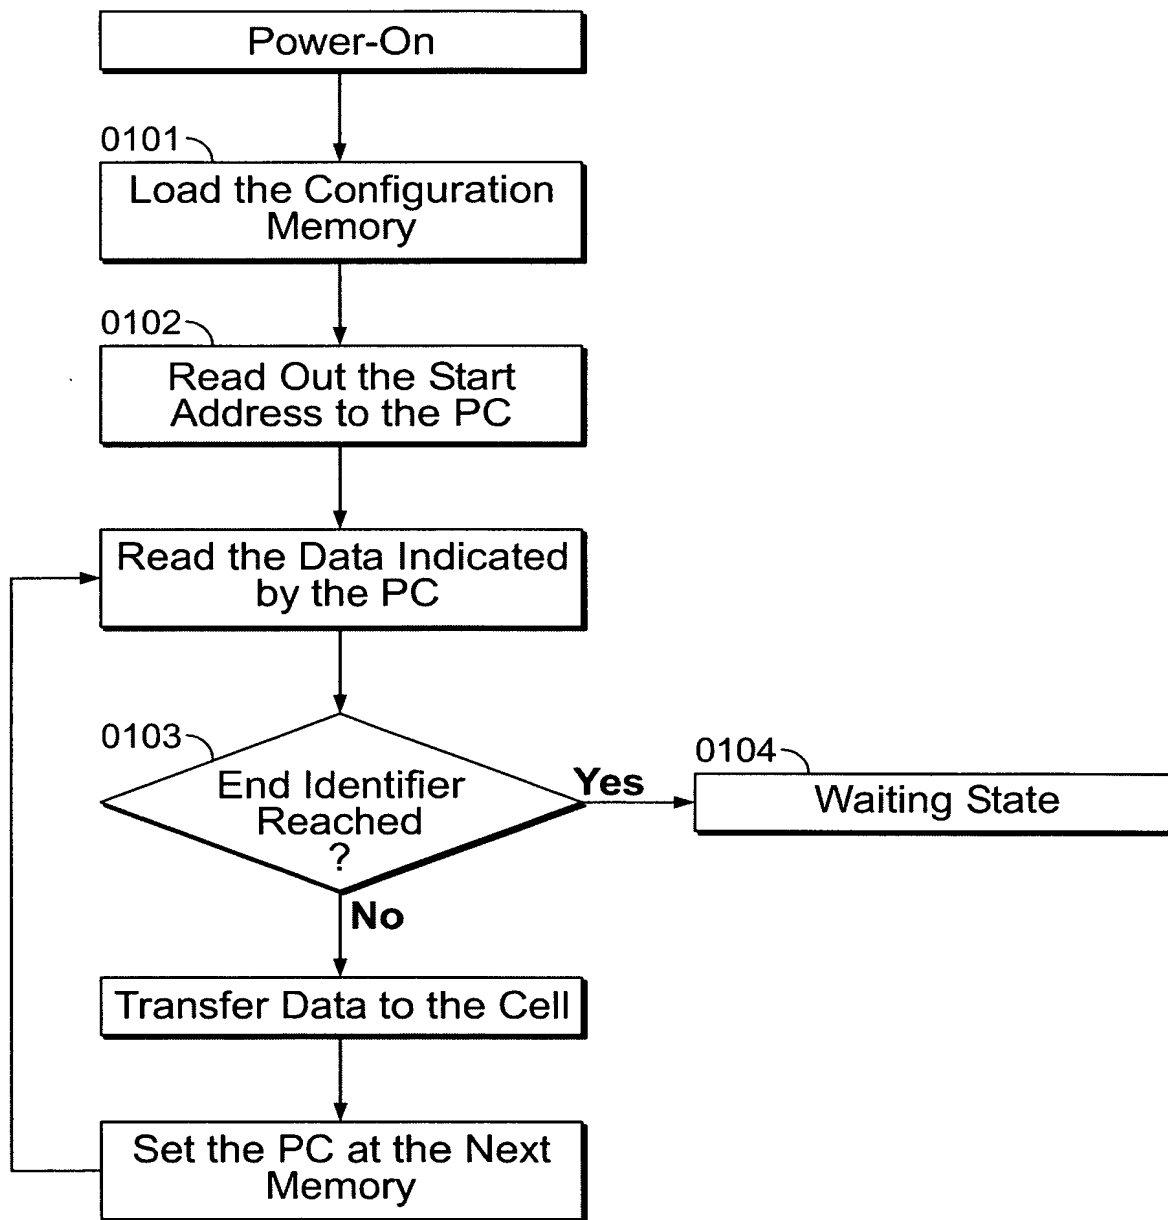 Power-On
0101
Load the Configuration
Memory
0102
Read Out the Start
Address to the PC
Read the Data Indicated
by the PC
0103
End Identifier
Reached
?
Yes
0104
Waiting State
No
Transfer Data to the Cell
Set the PC at the Next
Memory